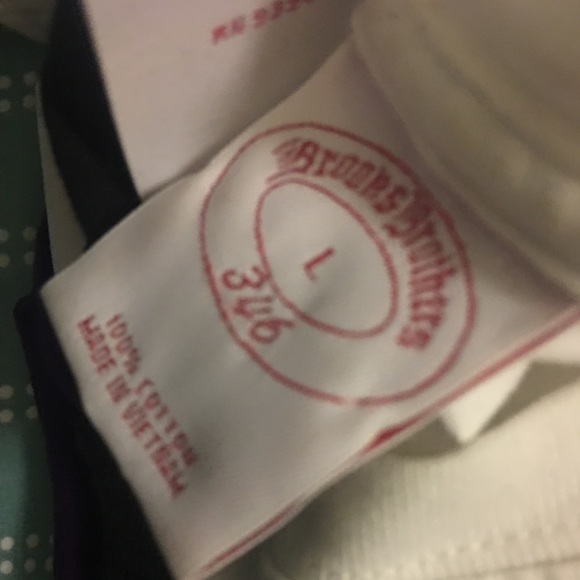 Brooks Brothers
L
346
100% COTTON
MADE IN VIETNAM